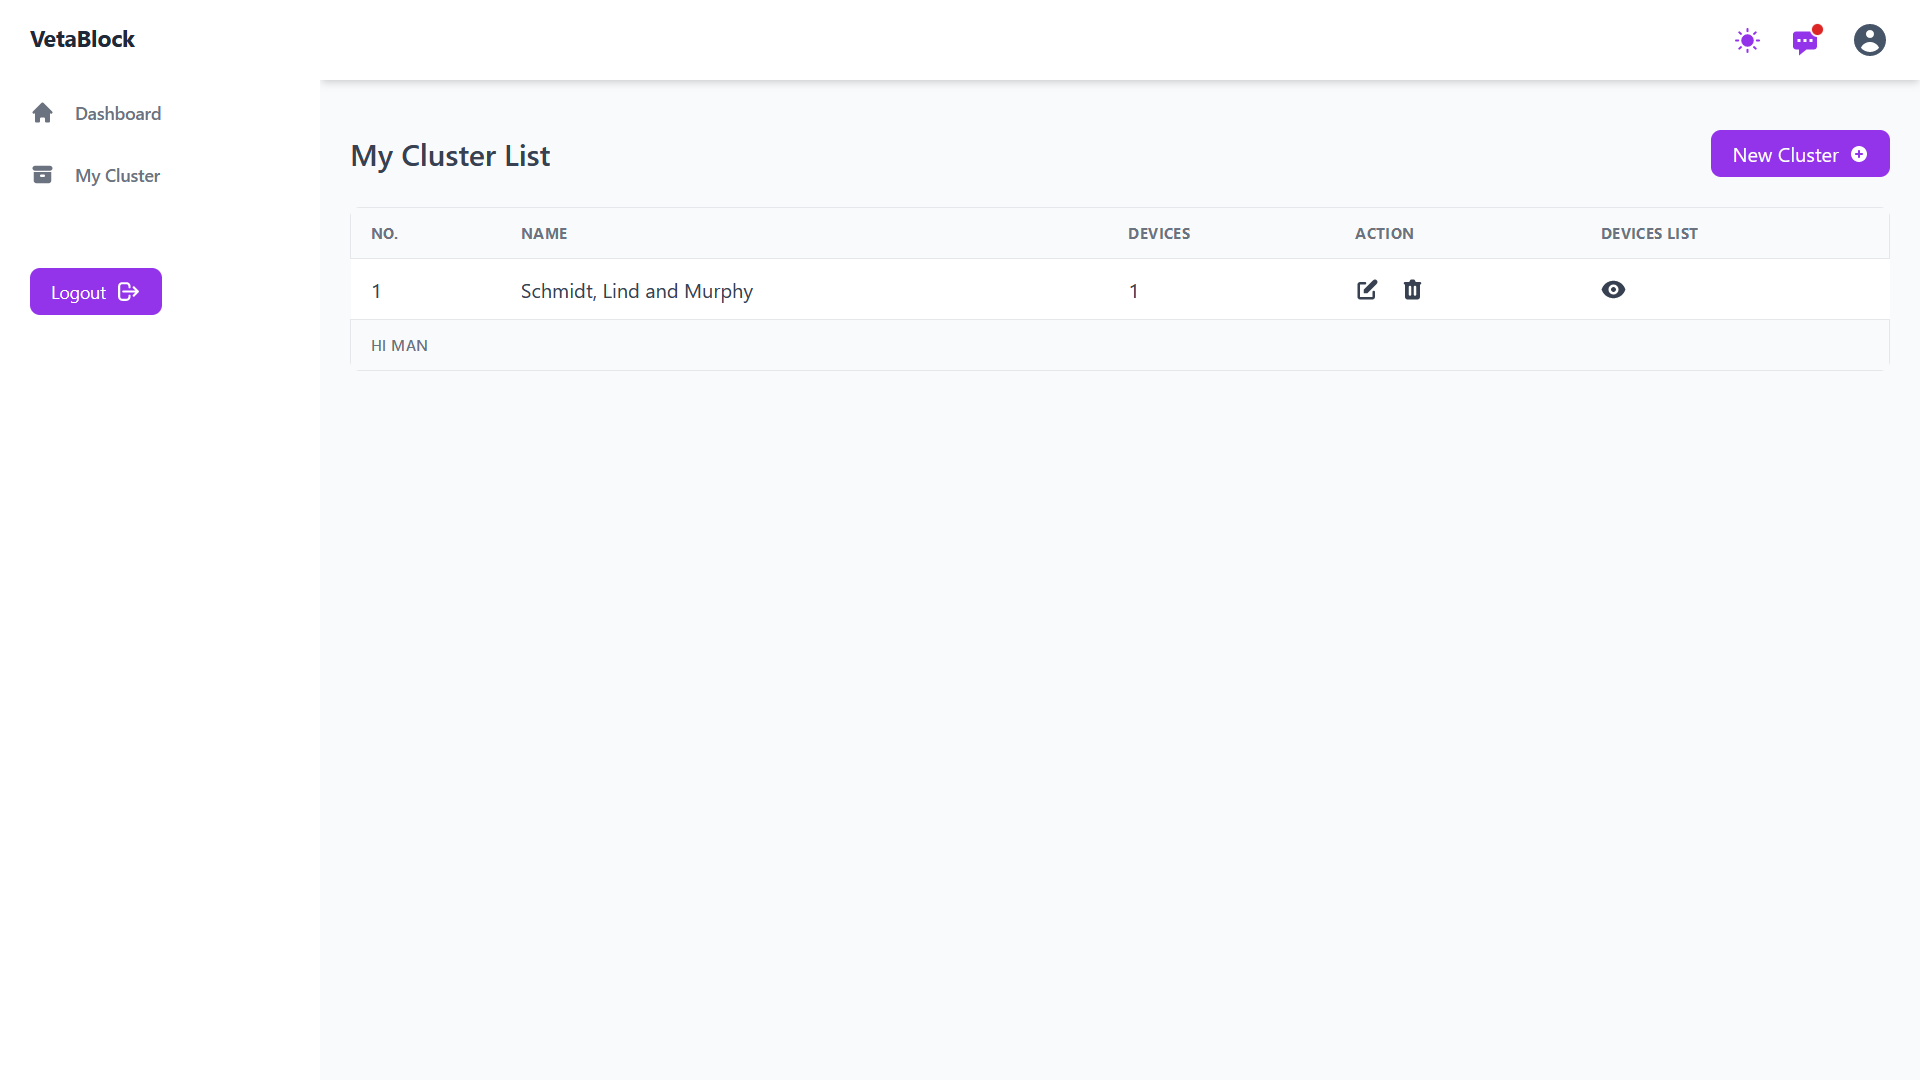 VetaBlock
Dashboard
My Cluster
Logout
My Cluster List
New Cluster
NO. NAME DEVICES ACTION DEVICES LIST
1 Schmidt, Lind and Murphy 1
HI MAN